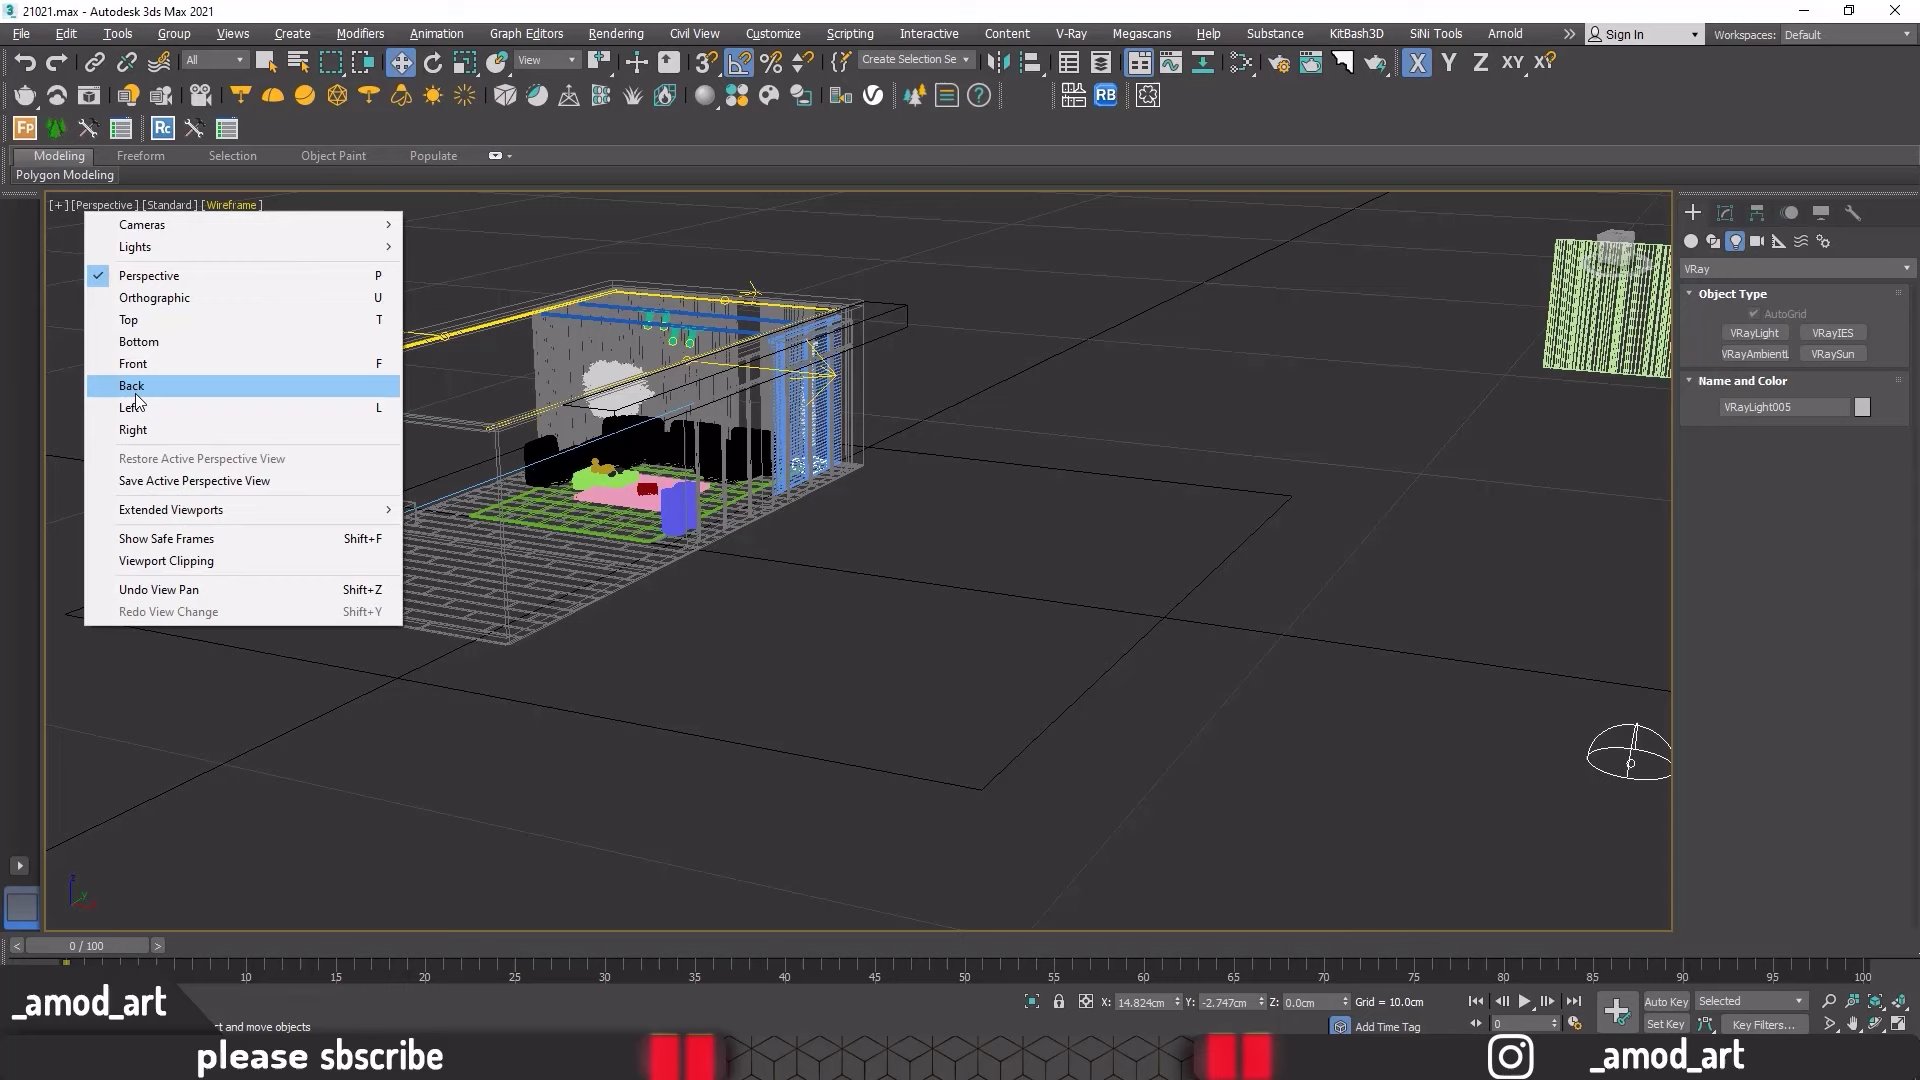 21021.max - Autodesk 3ds Max 2021
File Edit Tools Group Views Create Modifiers Animation Graph Editors Rendering Civil View Customize Scripting Interactive Content V-Ray Megascans Help Substance KitBash3D SiNi Tools Arnold Sign In Workspaces: Default
All View Create Selection Se X Y Z XY XY
Fp Rc RB
Modeling Freeform Selection Object Paint Populate
Polygon Modeling
[+] [Perspective] [Standard] [Wireframe]
Cameras
Lights
Perspective P
Orthographic U
Top T
Bottom
Front F
Back
Left L
Right
Restore Active Perspective View
Save Active Perspective View
Extended Viewports
Show Safe Frames Shift+F
Viewport Clipping
Undo View Pan Shift+Z
Redo View Change Shift+Y
VRay
Object Type
AutoGrid
VRayLight VRayIES
VRayAmbientL VRaySun
Name and Color
VRayLight005
0 / 100
10 15 20 25 30 35 40 45 50 55 60 65 70 75 80 85 90 95 100
X: 14.824cm Y: -2.747cm Z: 0.0cm Grid = 10.0cm
Auto Key Selected
ct and move objects
Add Time Tag
0
Set Key Key Filters...
_amod_art
please sbscribe
_amod_art